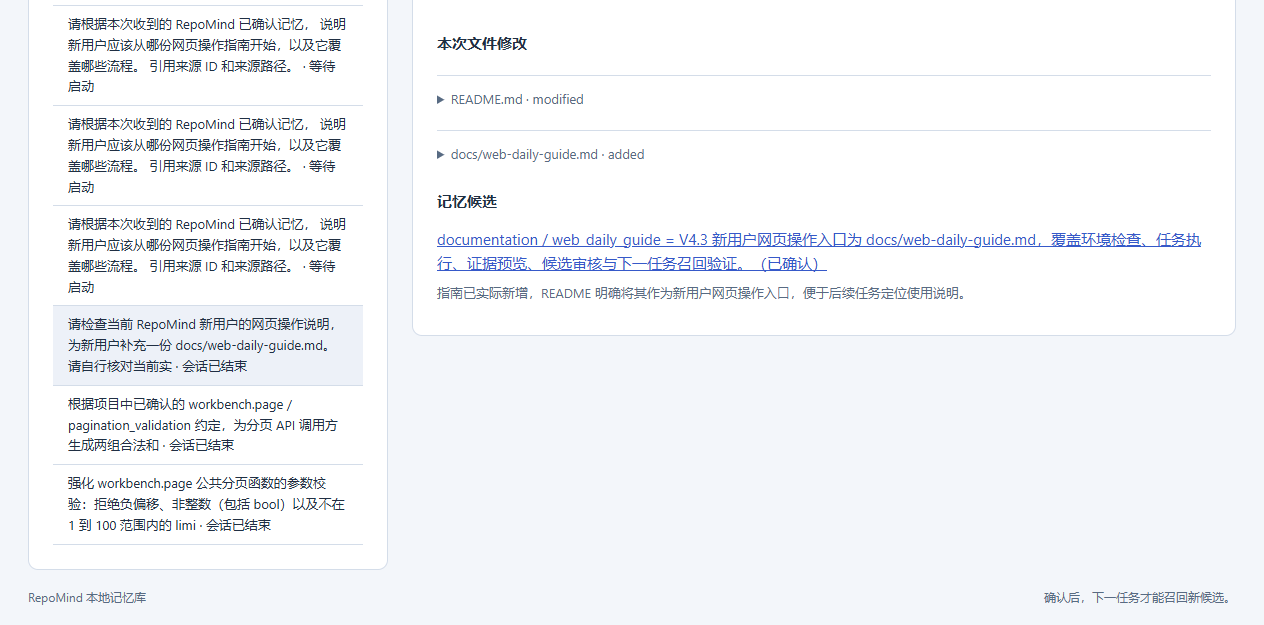 请根据本次收到的 RepoMind 已确认记忆， 说明
新用户应该从哪份网页操作指南开始，以及它覆
盖哪些流程。 引用来源 ID 和来源路径。 · 等待
启动
请根据本次收到的 RepoMind 已确认记忆， 说明
新用户应该从哪份网页操作指南开始，以及它覆
盖哪些流程。 引用来源 ID 和来源路径。 · 等待
启动
请根据本次收到的 RepoMind 已确认记忆， 说明
新用户应该从哪份网页操作指南开始，以及它覆
盖哪些流程。 引用来源 ID 和来源路径。 · 等待
启动
请检查当前 RepoMind 新用户的网页操作说明，
为新用户补充一份 docs/web-daily-guide.md。
请自行核对当前实 · 会话已结束
根据项目中已确认的 workbench.page /
pagination_validation 约定，为分页 API 调用方
生成两组合法和 · 会话已结束
强化 workbench.page 公共分页函数的参数校
验：拒绝负偏移、非整数（包括 bool）以及不在
1 到 100 范围内的 limi · 会话已结束
本次文件修改
▶ README.md · modified
▶ docs/web-daily-guide.md · added
记忆候选
documentation / web_daily_guide = V4.3 新用户网页操作入口为 docs/web-daily-guide.md，覆盖环境检查、任务执
行、证据预览、候选审核与下一任务召回验证。（已确认）
指南已实际新增，README 明确将其作为新用户网页操作入口，便于后续任务定位使用说明。
RepoMind 本地记忆库
确认后，下一任务才能召回新候选。